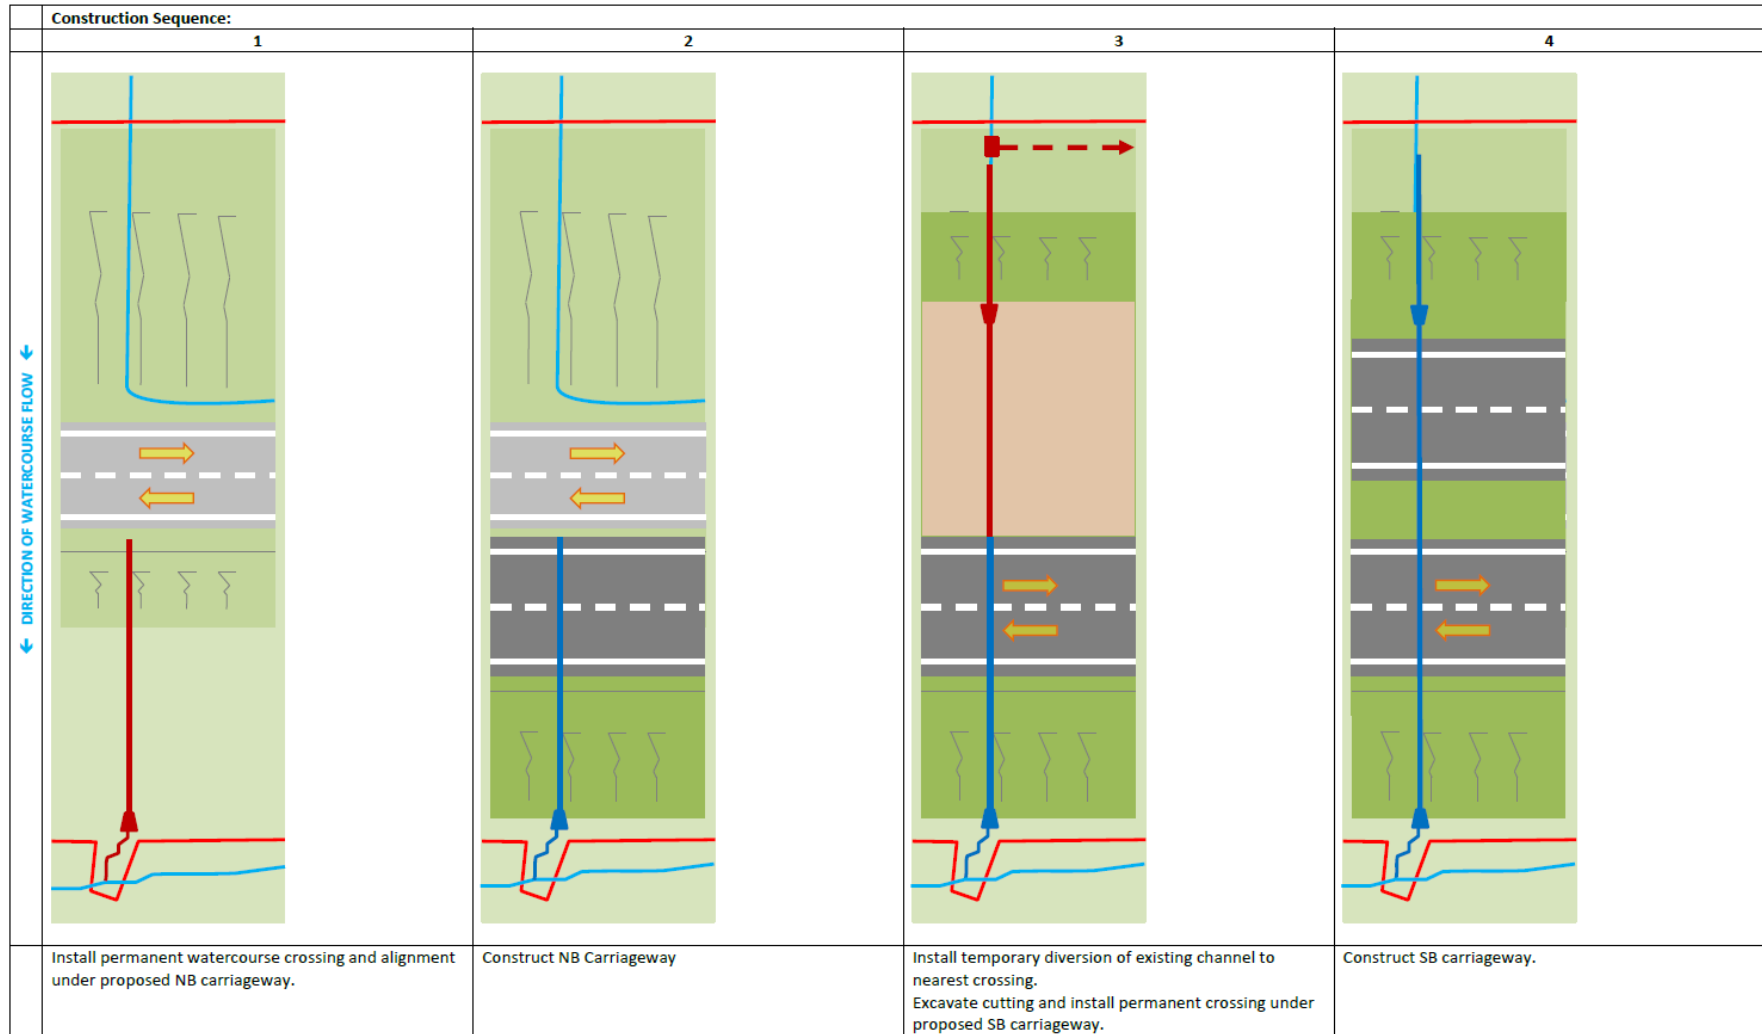 Construction Sequence:
1
2
3
4
← DIRECTION OF WATERCOURSE FLOW ←
Install permanent watercourse crossing and alignment
under proposed NB carriageway.
Construct NB Carriageway
Install temporary diversion of existing channel to
nearest crossing.
Excavate cutting and install permanent crossing under
proposed SB carriageway.
Construct SB carriageway.